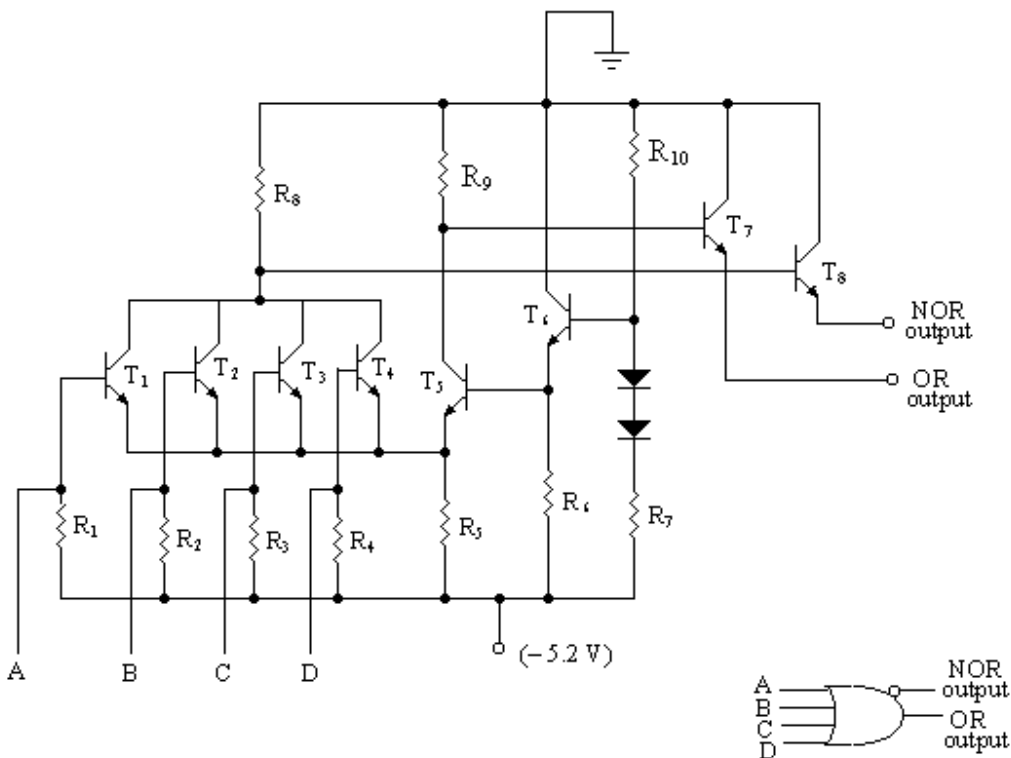 R10
R9
R8
T7
T8
T6
NOR
output
T1
T2
T3
T4
T5
OR
output
R1
R2
R3
R4
R5
R6
R7
A
B
C
D
(–5.2 V)
A
B
C
D
NOR
output
OR
output